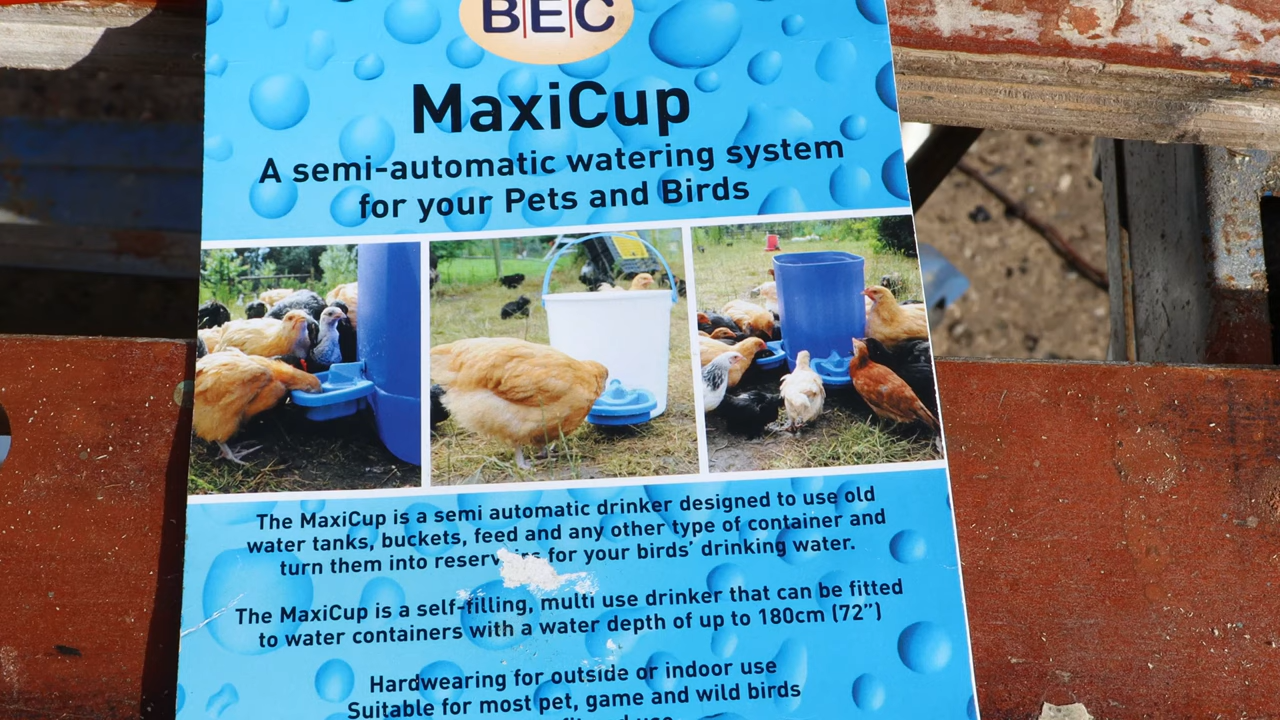 B|E|C
MaxiCup
A semi-automatic watering system
for your Pets and Birds
The MaxiCup is a semi automatic drinker designed to use old
water tanks, buckets, feed and any other type of container and
turn them into for your birds' drinking water.
The MaxiCup is a self-filling, multi use drinker that can be fitted
to water containers with a water depth of up to 180cm (72")
Hardwearing for outside or indoor use
Suitable for most pet, game and wild birds